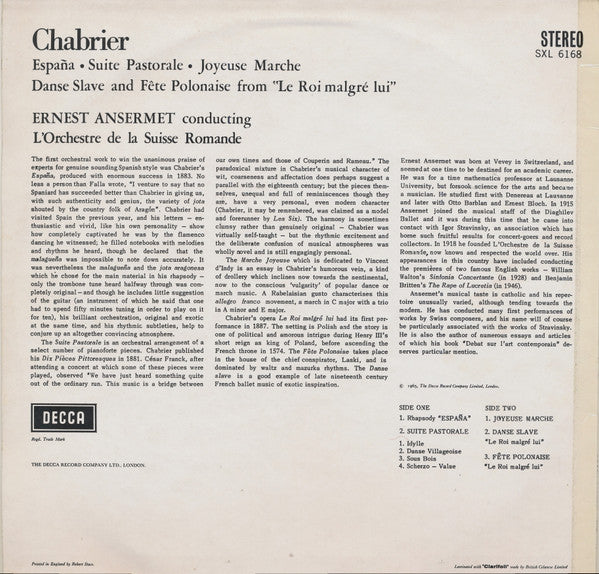 Chabrier
España • Suite Pastorale • Joyeuse Marche
Danse Slave and Fête Polonaise from "Le Roi malgré lui"
ERNEST ANSERMET conducting
L'Orchestre de la Suisse Romande
STEREO
SXL 6168
The first orchestral work to win the unanimous praise of
experts for genuine sounding Spanish style was Chabrier's
España, produced with enormous success in 1883. No
less a person than Falla wrote, "I venture to say that no
Spaniard has succeeded better than Chabrier in giving us,
with such authenticity and genius, the variety of jota
shouted by the country folk of Aragón". Chabrier had
visited Spain the previous year, and his letters – en-
thusiastic and vivid, like his own personality – show
how completely captivated he was by the flamenco
dancing he witnessed; he filled notebooks with melodies
and rhythms he heard, though he declared that the
malagueña was impossible to note down accurately. It
was nevertheless the malagueña and the jota aragonesa
which he chose for the main material in his rhapsody –
only the trombone tune heard halfway through was com-
pletely original – and though he includes little suggestion
of the guitar (an instrument of which he said that one
had to spend fifty minutes tuning in order to play on it
for ten), his brilliant orchestration, original and exotic
at the same time, and his rhythmic subtleties, help to
conjure up an altogether convincing atmosphere.
The Suite Pastorale is an orchestral arrangement of a
select number of pianoforte pieces. Chabrier published
his Dix Pièces Pittoresques in 1881. César Franck, after
attending a concert at which some of these pieces were
played, observed "We have just heard something quite
out of the ordinary run. This music is a bridge between
our own times and those of Couperin and Rameau." The
paradoxical mixture in Chabrier's musical character of
wit, coarseness and affectation does perhaps suggest a
parallel with the eighteenth century; but the pieces them-
selves, unequal and full of reminiscences though they
are, have a very personal, even modern character
(Chabrier, it may be remembered, was claimed as a model
and forerunner by Les Six). The harmony is sometimes
clumsy rather than genuinely original – Chabrier was
virtually self-taught – but the rhythmic excitement and
the deliberate confusion of musical atmospheres was
wholly novel and is still engagingly personal.
The Marche Joyeuse which is dedicated to Vincent
d'Indy is an essay in Chabrier's humorous vein, a kind
of drollery which inclines now towards the sentimental,
now to the conscious 'vulgarity' of popular dance or
march music. A Rabelaisian gusto characterises this
allegro franco movement, a march in C major with a trio
in A minor and E major.
Chabrier's opera Le Roi malgré lui had its first per-
formance in 1887. The setting is Polish and the story is
one of political and amorous intrigue during Henry III's
short reign as king of Poland, before ascending the
French throne in 1574. The Fête Polonaise takes place
in the house of the chief conspirator, Laski, and is
dominated by waltz and mazurka rhythms. The Danse
slave is a good example of late nineteenth century
French ballet music of exotic inspiration.
Ernest Ansermet was born at Vevey in Switzerland, and
seemed at one time to be destined for an academic career.
He was for a time mathematics professor at Lausanne
University, but forsook science for the arts and became
a musician. He studied first with Denereaz at Lausanne
and later with Otto Barblan and Ernest Bloch. In 1915
Ansermet joined the musical staff of the Diaghilev
Ballet and it was during this time that he came into
contact with Igor Stravinsky, an association which has
borne such fruitful results for concert-goers and record
collectors. In 1918 he founded L'Orchestre de la Suisse
Romande, now known and respected the world over. His
appearances in this country have included conducting
the premières of two famous English works – William
Walton's Sinfonia Concertante (in 1928) and Benjamin
Britten's The Rape of Lucretia (in 1946).
Ansermet's musical taste is catholic and his reper-
toire unusually varied, although tending towards the
modern. He has conducted many first performances of
works by Swiss composers, and his name will of course
be particularly associated with the works of Stravinsky.
He is also the author of numerous essays and articles
of which his book "Debat sur l'art contemporain" de-
serves particular mention.
© 1965, The Decca Record Company Limited, London.
DECCA
Regd. Trade Mark
THE DECCA RECORD COMPANY LTD., LONDON.
SIDE ONE
1. Rhapsody "ESPAÑA"
2. SUITE PASTORALE
1. Idylle
2. Danse Villageoise
3. Sous Bois
4. Scherzo – Valse
SIDE TWO
1. JOYEUSE MARCHE
2. DANSE SLAVE
"Le Roi malgré lui"
3. FÊTE POLONAISE
"Le Roi malgré lui"
Printed in England by Robert Stace.
Laminated with "Clarifoil" made by British Celanese Limited